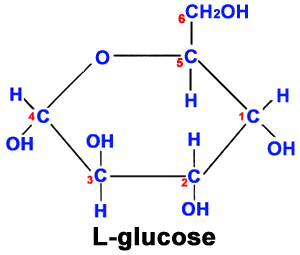 6 CH₂OH
O C
5
H H H
4 C H 1 C
OH OH H OH
3 C 2 C
H OH
L-glucose